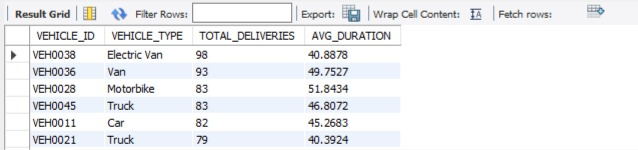 Result Grid Filter Rows: Export: Wrap Cell Content: IA Fetch rows:
VEHICLE_ID VEHICLE_TYPE TOTAL_DELIVERIES AVG_DURATION
VEH0038 Electric Van 98 40.8878
VEH0036 Van 93 49.7527
VEH0028 Motorbike 83 51.8434
VEH0045 Truck 83 46.8072
VEH0011 Car 82 45.2683
VEH0021 Truck 79 40.3924